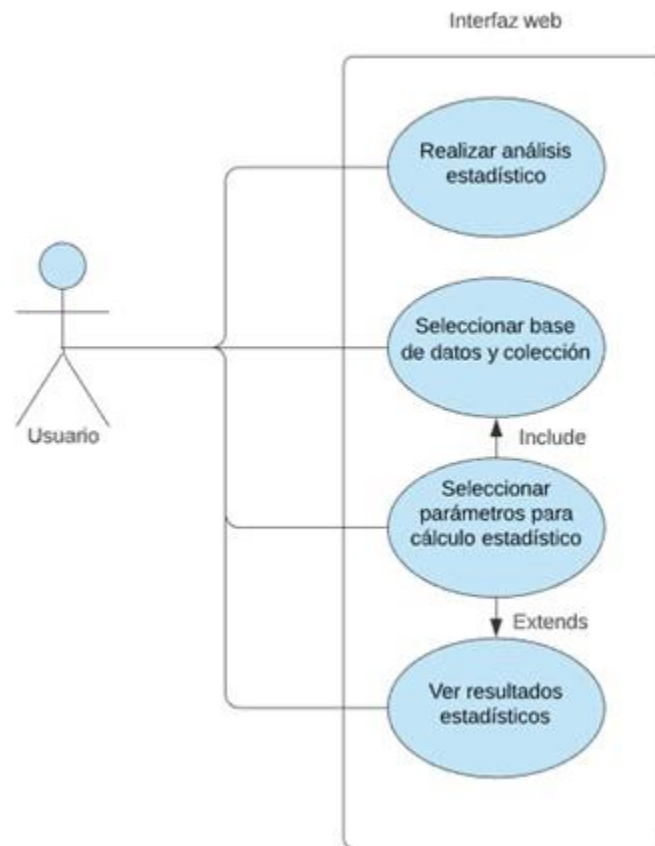 Interfaz web
Realizar análisis
estadístico
Seleccionar base
de datos y colección
Usuario
Include
Seleccionar
parámetros para
cálculo estadístico
Extends
Ver resultados
estadísticos